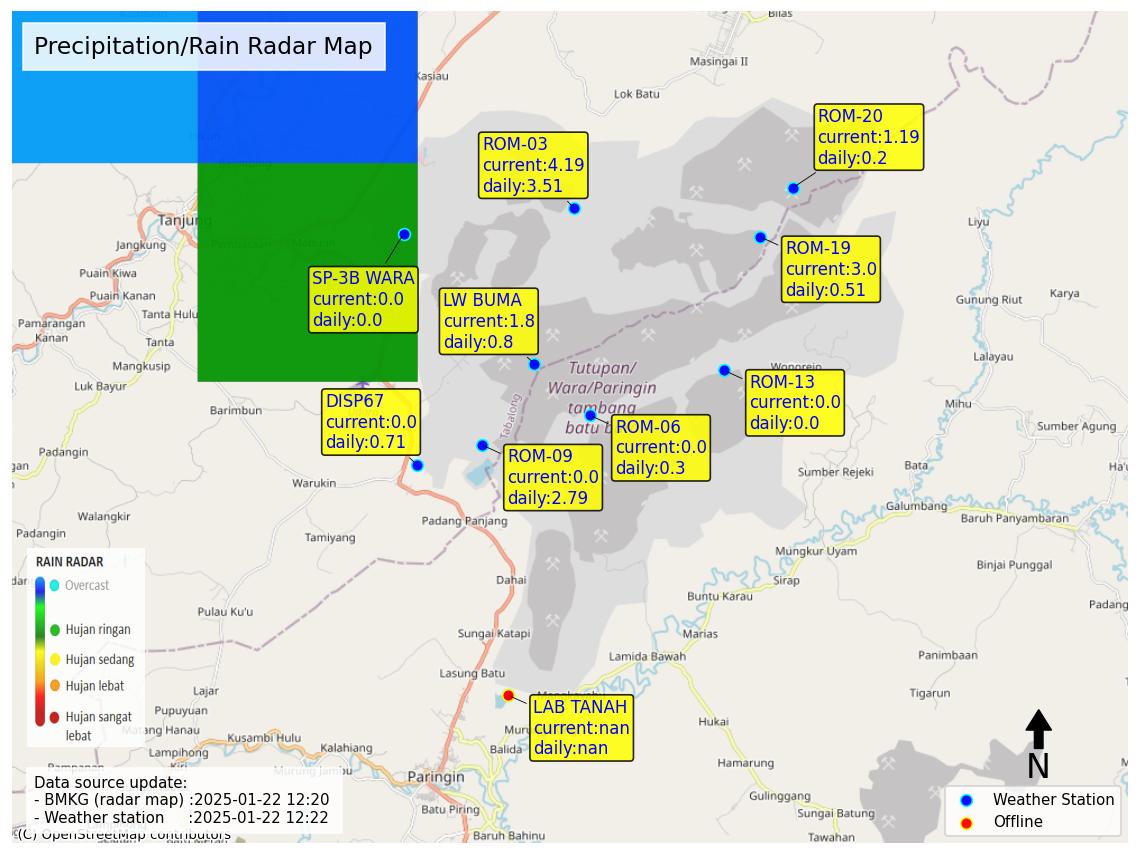 Precipitation/Rain Radar Map
Bilas
Masingai II
Kasiau
Lok Batu
ROM-20
current:1.19
daily:0.2
ROM-03
current:4.19
daily:3.51
Tanjung
Jangkung
Liyu
ROM-19
current:3.0
daily:0.51
Puain Kiwa
Puain Kanan
SP-3B WARA
current:0.0
daily:0.0
LW BUMA
current:1.8
daily:0.8
Gunung Riut
Karya
Tanta Hulu
Pamarangan
Kanan
Tanta
Mangkusip
Luk Bayur
Lalayau
Wonorejo
Tutupan/
Wara/Paringin
tambang
batu b
Tabalong
ROM-13
current:0.0
daily:0.0
DISP67
current:0.0
daily:0.71
Barimbun
Mihu
ROM-06
current:0.0
daily:0.3
Sumber Agung
ROM-09
current:0.0
daily:2.79
Padangin
Warukin
Sumber Rejeki
Bata
Galumbang
Baruh Panyambaran
Walangkir
Padangin
Padang Panjang
Tamiyang
Mungkur Uyam
Binjai Punggal
Sirap
Dahai
Buntu Karau
Padang
RAIN RADAR
Overcast
Hujan ringan
Hujan sedang
Hujan lebat
Hujan sangat
lebat
Pulau Ku'u
Sungai Katapi
Marias
Lamida Bawah
Panimbaan
Lasung Batu
Lajar
Tigarun
Pupuyuan
Matang Hanau
LAB TANAH
current:nan
daily:nan
Hukai
Kusambi Hulu
Lampihong
Kalahiang
Balida
Hamarung
Murung Jambu
Paringin
N
Data source update:
- BMKG (radar map) :2025-01-22 12:20
- Weather station :2025-01-22 12:22
Gulinggang
Batu Piring
Sungai Batung
Weather Station
Offline
(C) OpenStreetMap contributors
Baruh Bahinu
Tawahan